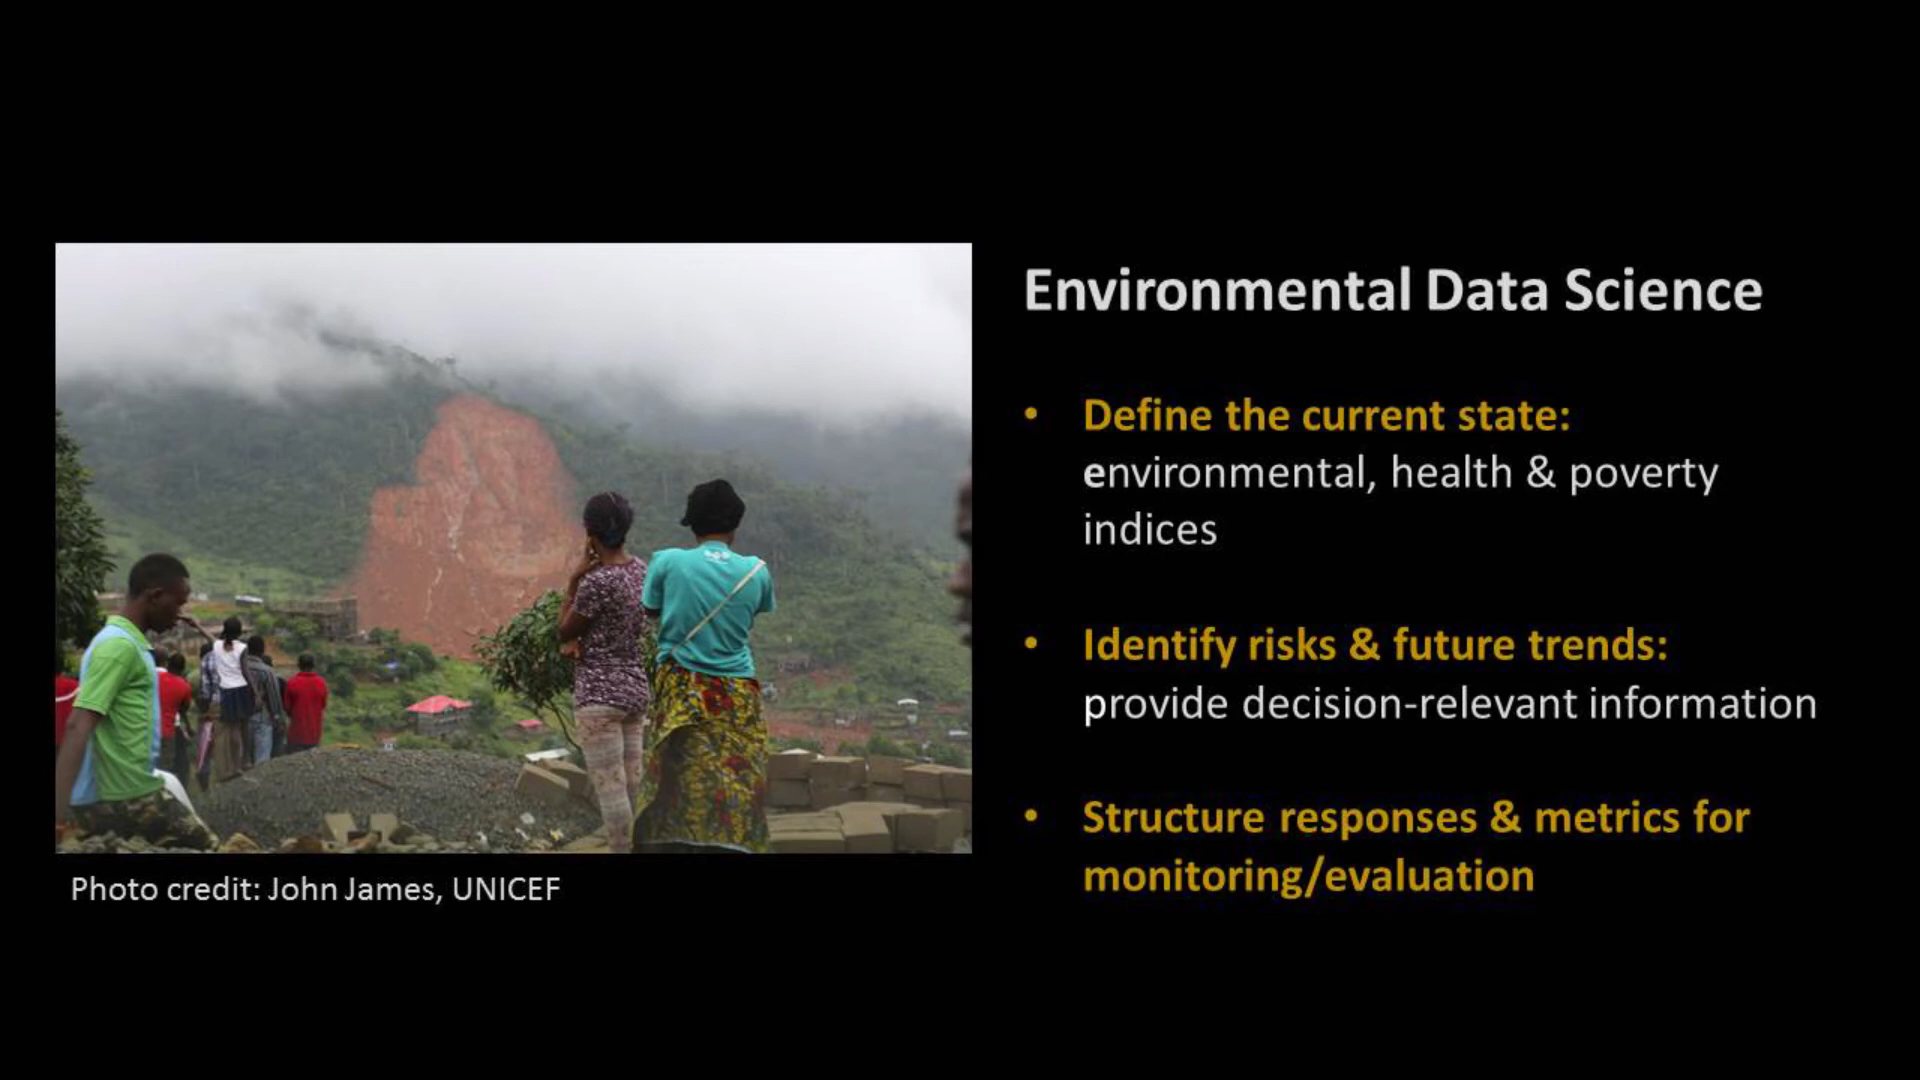 Environmental Data Science
• Define the current state:
environmental, health & poverty
indices
• Identify risks & future trends:
provide decision-relevant information
• Structure responses & metrics for
monitoring/evaluation
Photo credit: John James, UNICEF